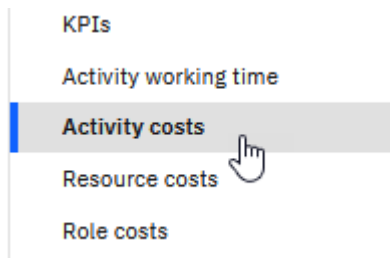 KPIs
Activity working time
Activity costs
Resource costs
Role costs